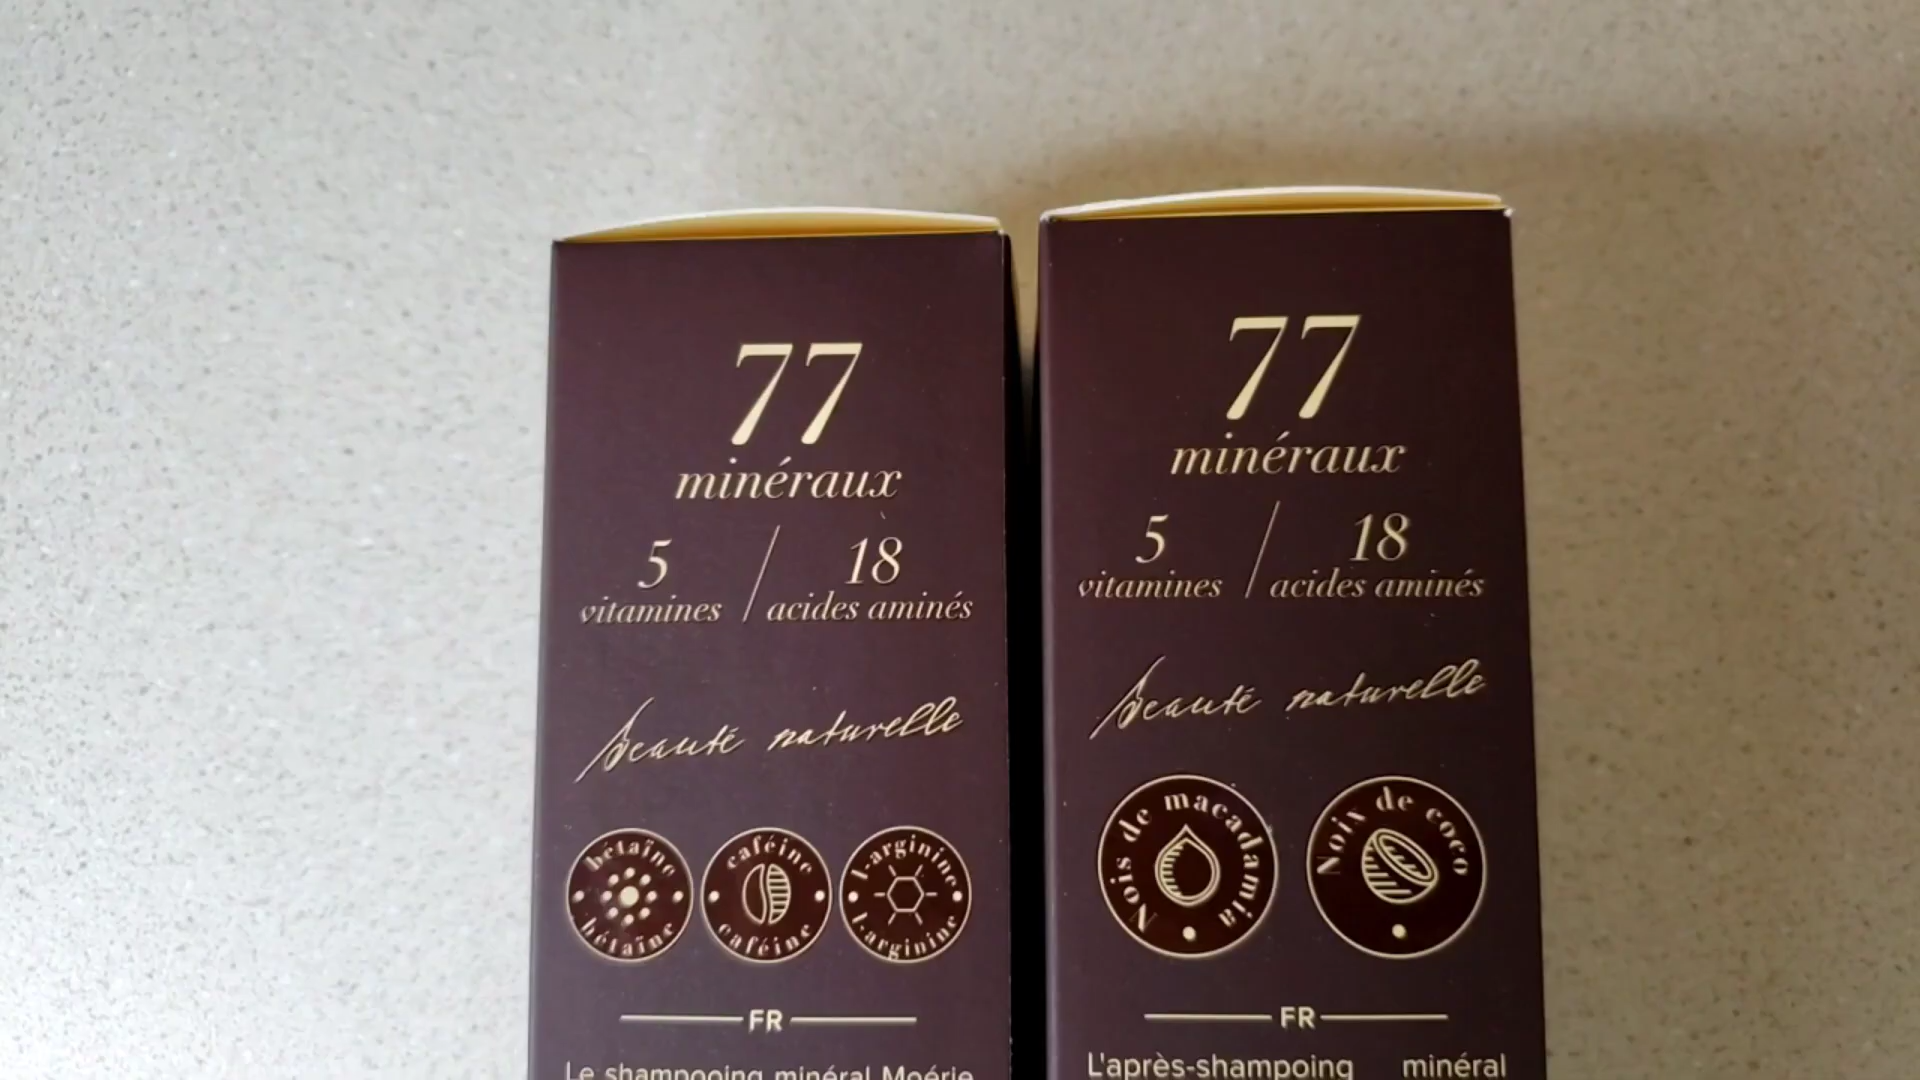 77
minéraux
5
vitamines
18
acides aminés
beauté naturelle
bétaïne
bétaïne
caféine
caféine
l-arginine
l-arginine
FR
Le shampooing minéral Moérie
77
minéraux
5
vitamines
18
acides aminés
beauté naturelle
Nois de macadamia
Noix de coco
FR
L'après-shampoing minéral